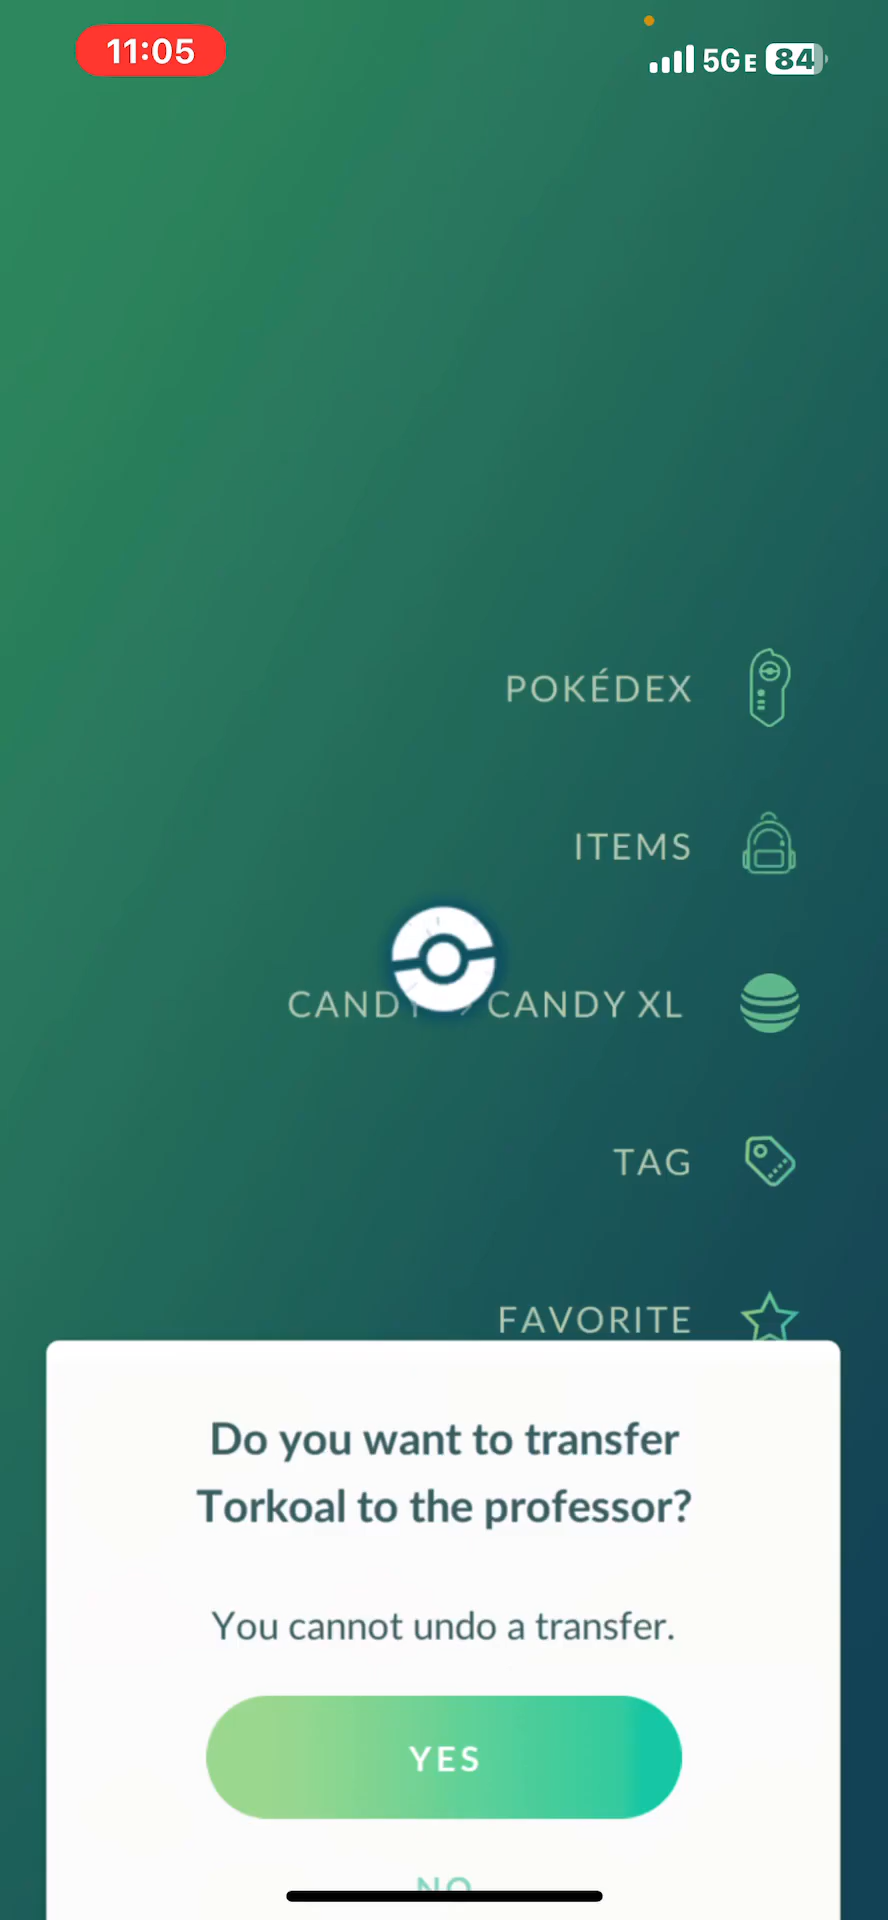 11:05
5GE 84
POKÉDEX
ITEMS
CANDY → CANDY XL
TAG
FAVORITE
Do you want to transfer
Torkoal to the professor?
You cannot undo a transfer.
YES
NO